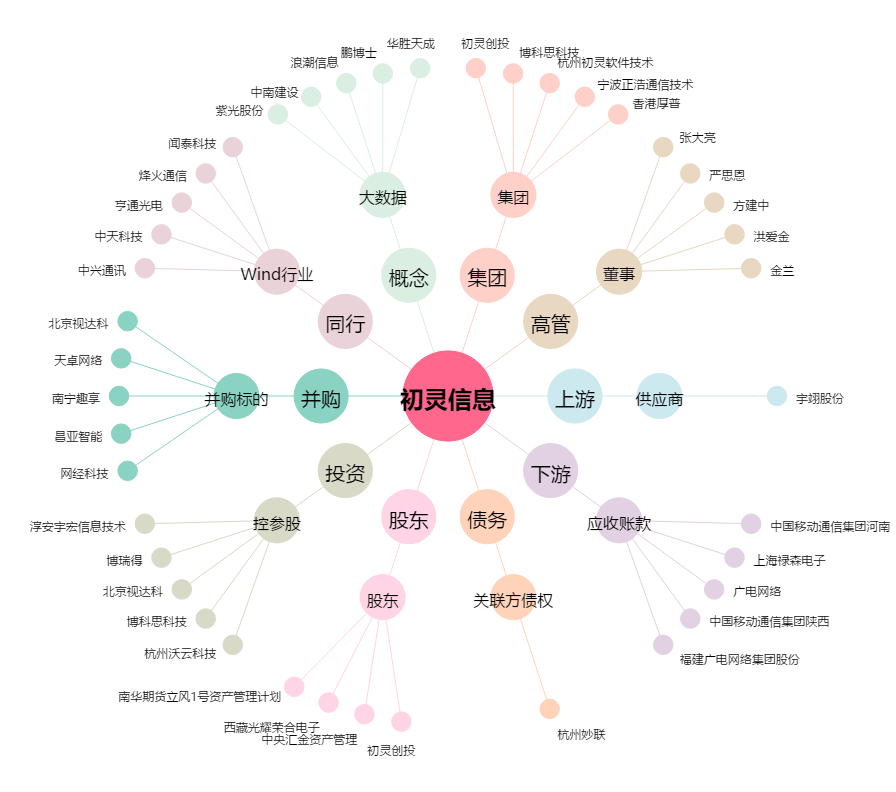 初灵创投
华胜天成
鹏博士
博科思科技
浪潮信息
杭州初灵软件技术
中南建设
宁波正浩通信技术
紫光股份
香港厚普
张大亮
闻泰科技
烽火通信
严思恩
大数据
集团
亨通光电
方建中
中天科技
洪爱金
中兴通讯
Wind行业
概念
集团
董事
金兰
北京视达科
同行
高管
天卓网络
南宁趣享
并购标的
并购
初灵信息
上游
供应商
宇翊股份
昌亚智能
网经科技
投资
下游
淳安宇宏信息技术
控参股
股东
债务
应收账款
中国移动通信集团河南
博瑞得
上海禄森电子
北京视达科
广电网络
博科思科技
股东
关联方债权
中国移动通信集团陕西
杭州沃云科技
福建广电网络集团股份
南华期货立风1号资产管理计划
西藏光耀荣合电子
中央汇金资产管理
杭州妙联
初灵创投